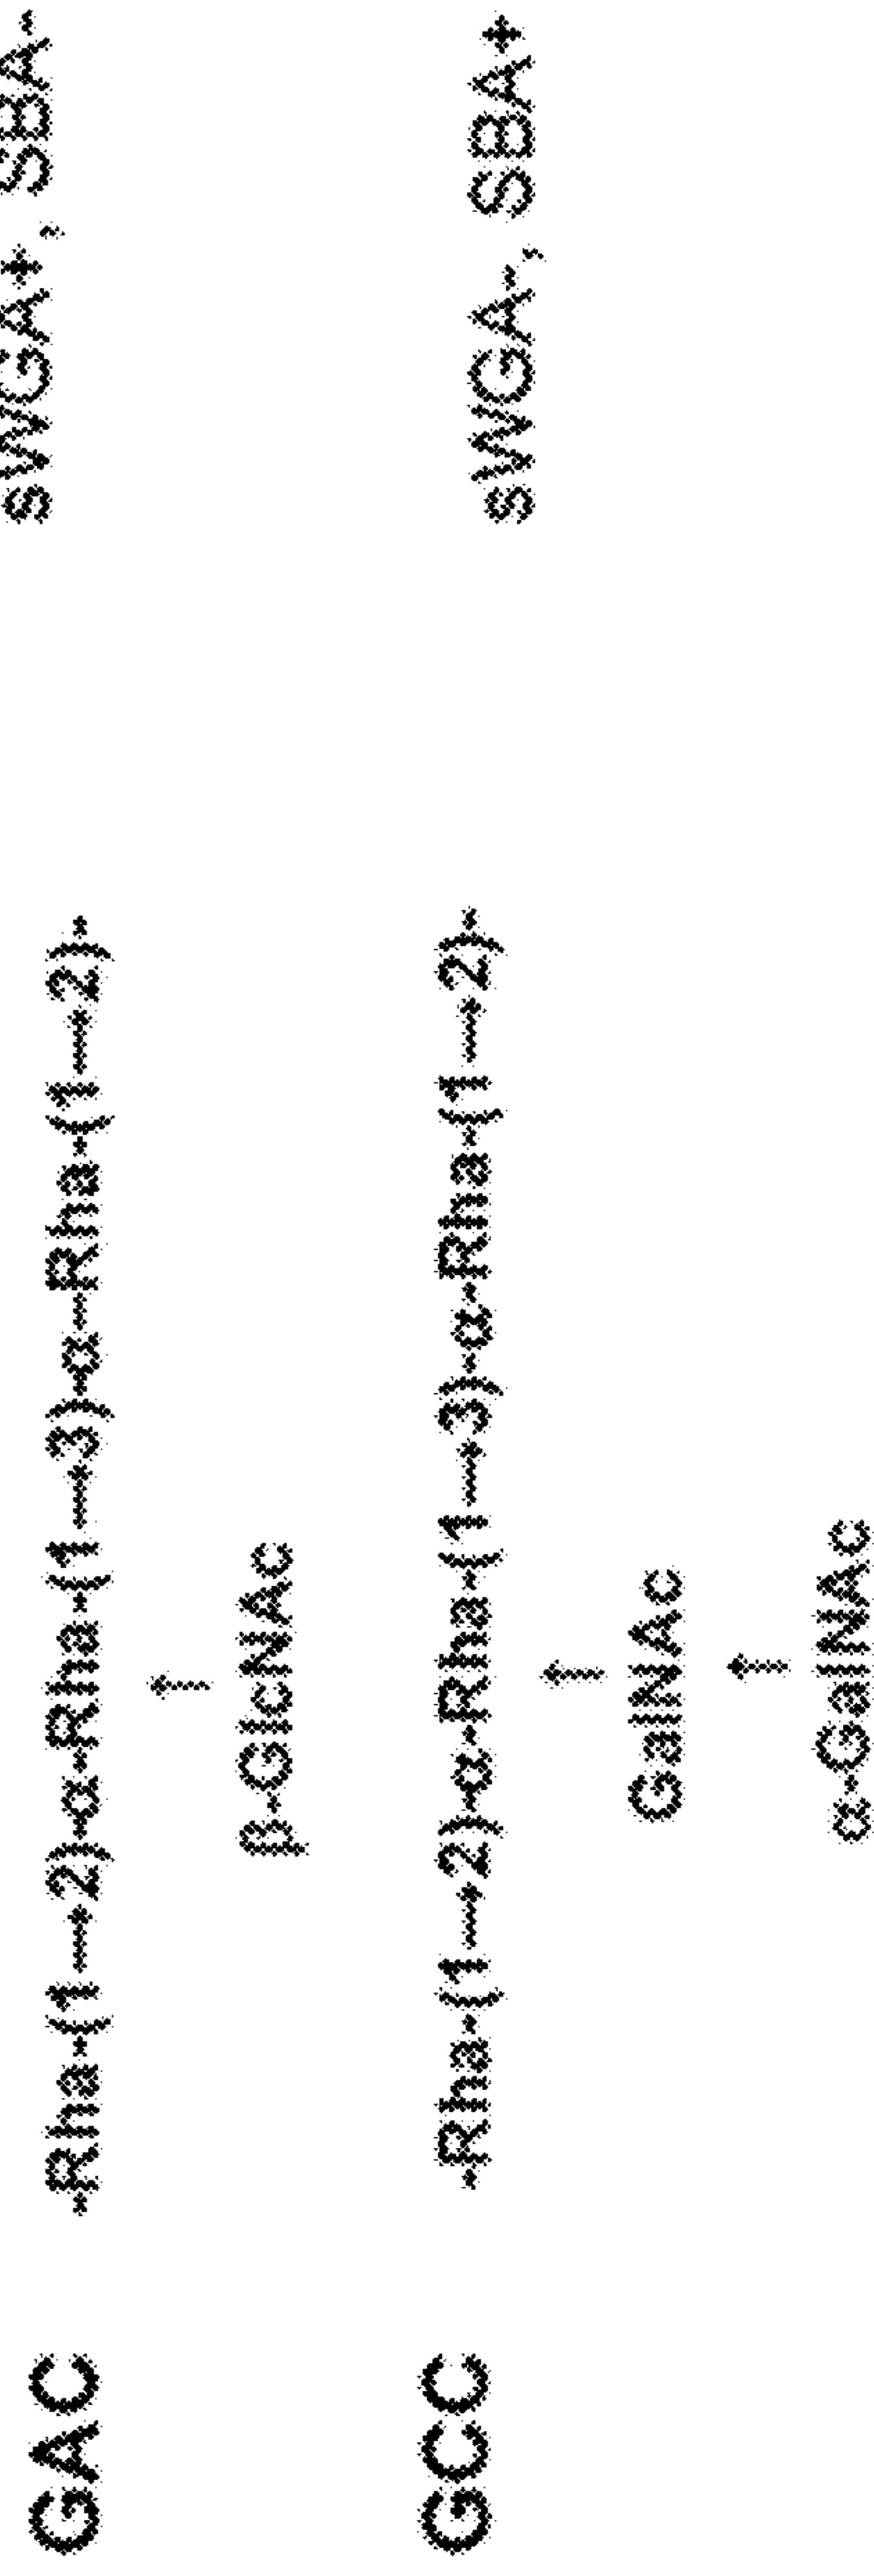 GAC -Rha-(1→2)-α-Rha-(1→3)-α-Rha-(1→2)- sWGA+, SBA-
↑
β-GlcNAc
GCC -Rha-(1→2)-α-Rha-(1→3)-α-Rha-(1→2)- sWGA-, SBA+
↑
GalNAc
↑
α-GalNAc